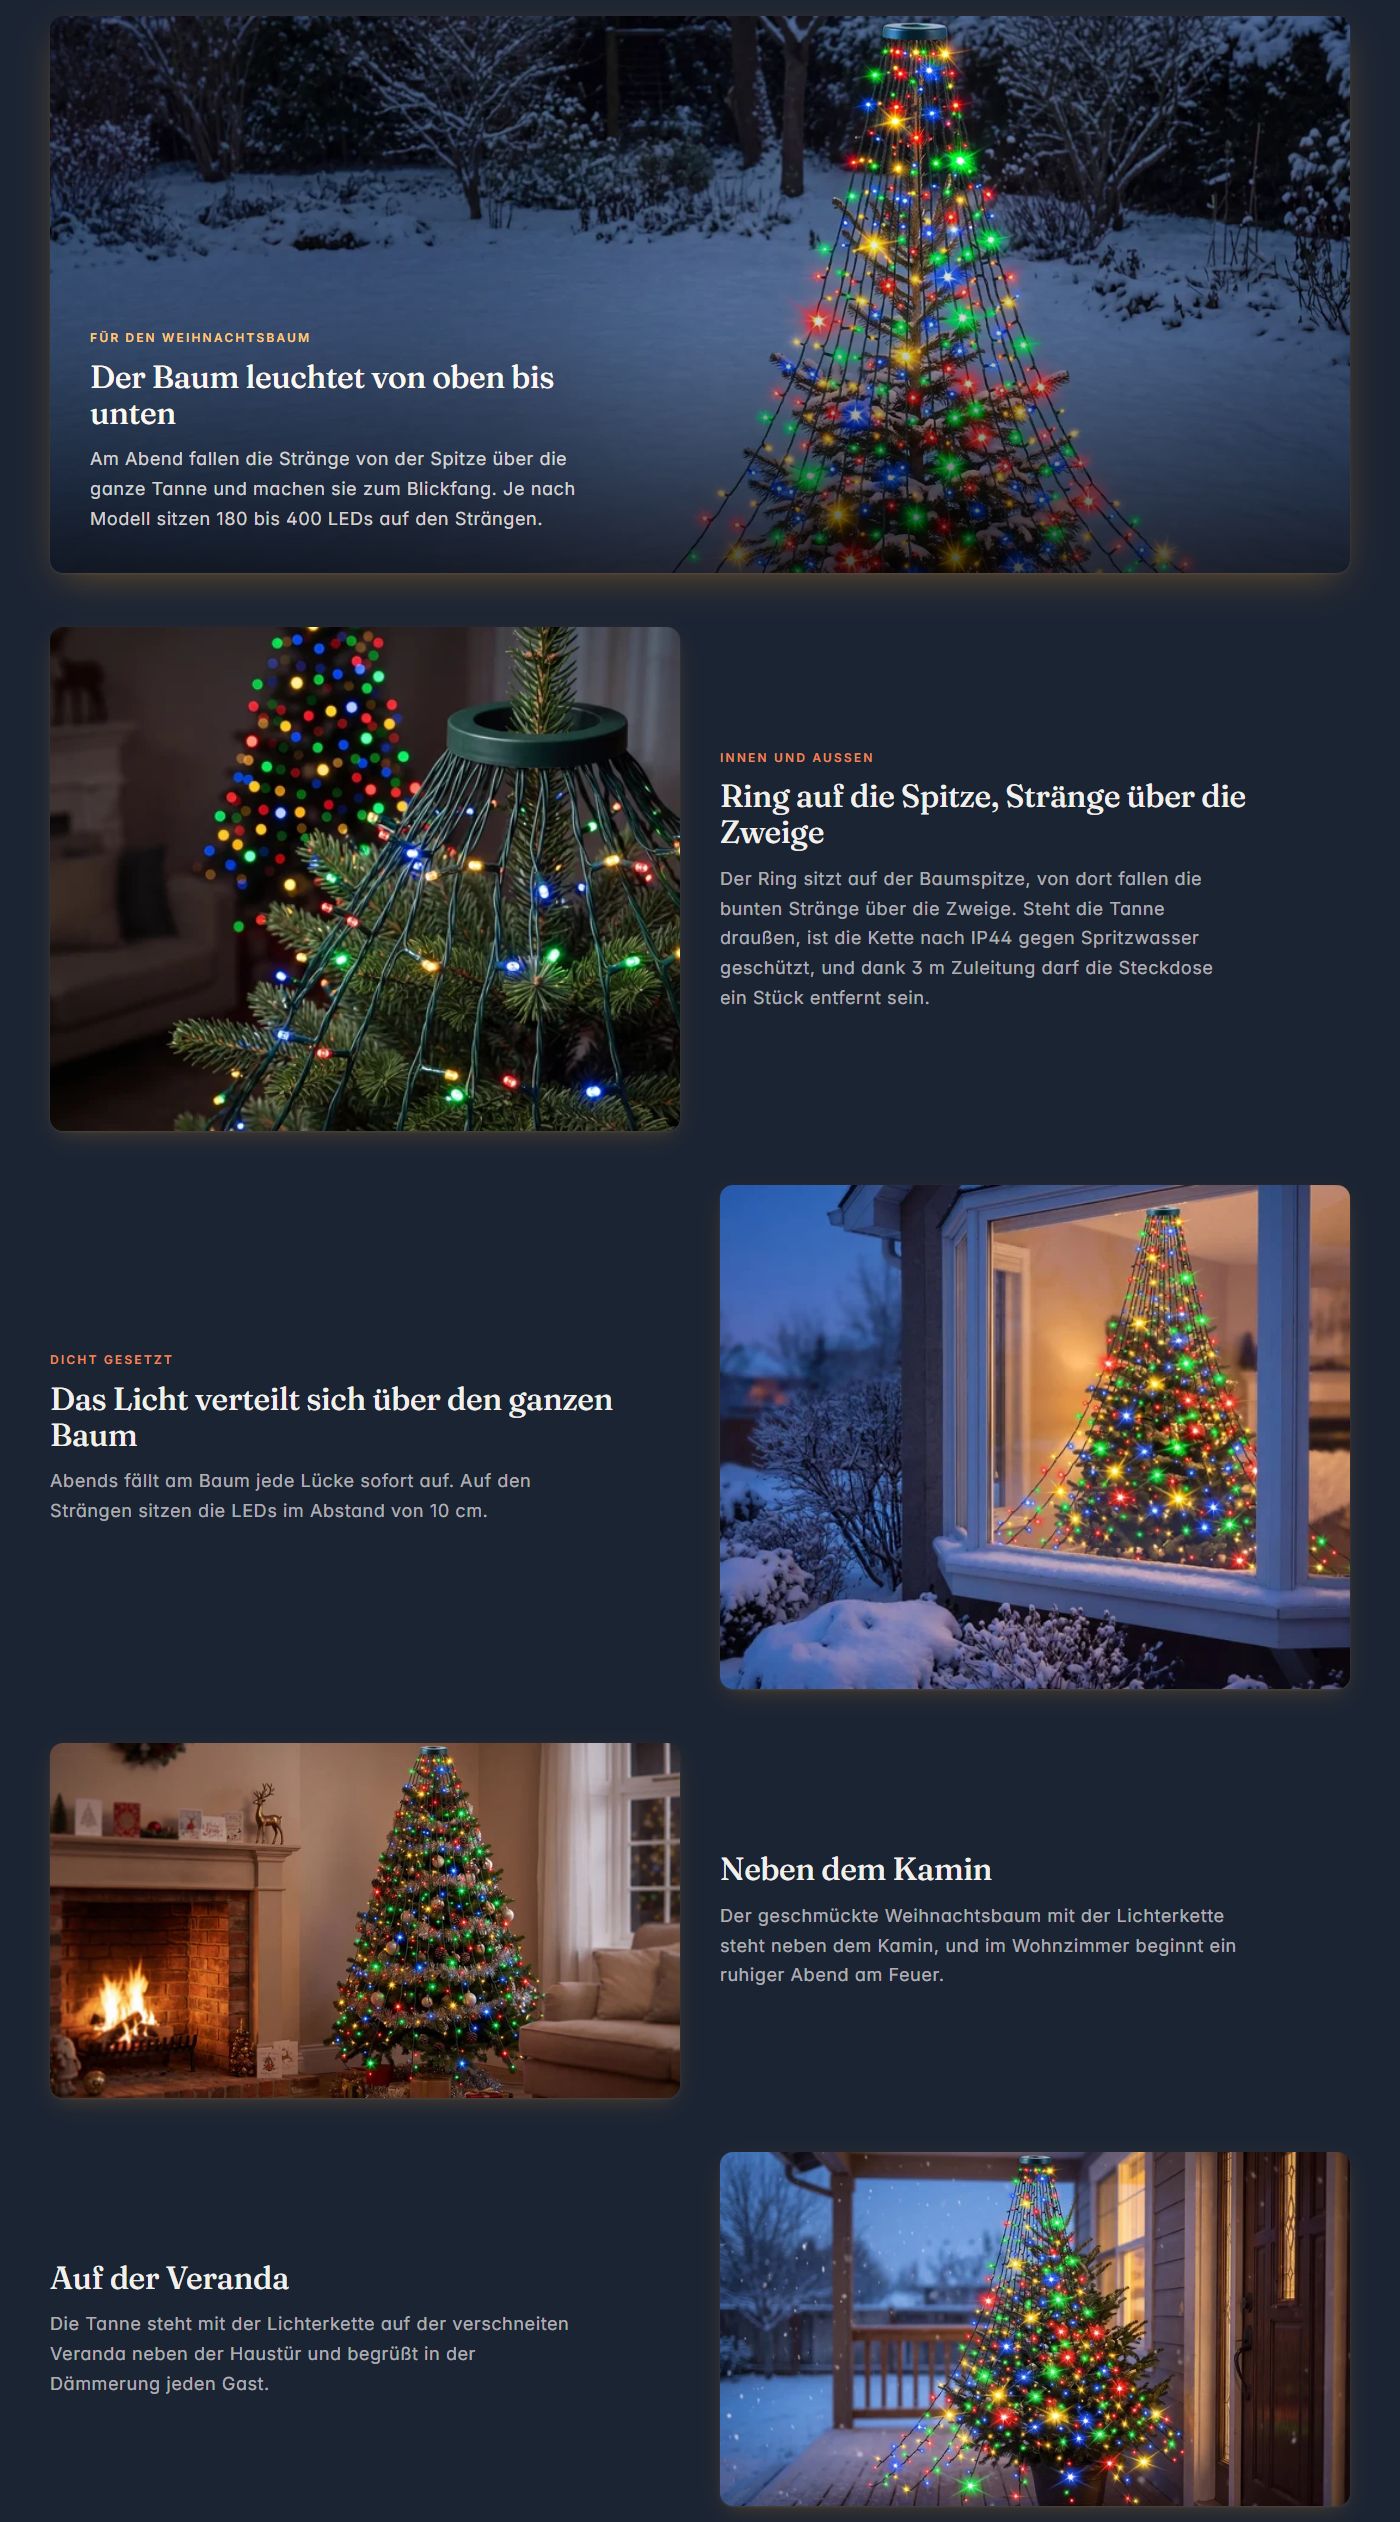 FÜR DEN WEIHNACHTSBAUM
Der Baum leuchtet von oben bis
unten
Am Abend fallen die Stränge von der Spitze über die
ganze Tanne und machen sie zum Blickfang. Je nach
Modell sitzen 180 bis 400 LEDs auf den Strängen.
INNEN UND AUSSEN
Ring auf die Spitze, Stränge über die
Zweige
Der Ring sitzt auf der Baumspitze, von dort fallen die
bunten Stränge über die Zweige. Steht die Tanne
draußen, ist die Kette nach IP44 gegen Spritzwasser
geschützt, und dank 3 m Zuleitung darf die Steckdose
ein Stück entfernt sein.
DICHT GESETZT
Das Licht verteilt sich über den ganzen
Baum
Abends fällt am Baum jede Lücke sofort auf. Auf den
Strängen sitzen die LEDs im Abstand von 10 cm.
Neben dem Kamin
Der geschmückte Weihnachtsbaum mit der Lichterkette
steht neben dem Kamin, und im Wohnzimmer beginnt ein
ruhiger Abend am Feuer.
Auf der Veranda
Die Tanne steht mit der Lichterkette auf der verschneiten
Veranda neben der Haustür und begrüßt in der
Dämmerung jeden Gast.